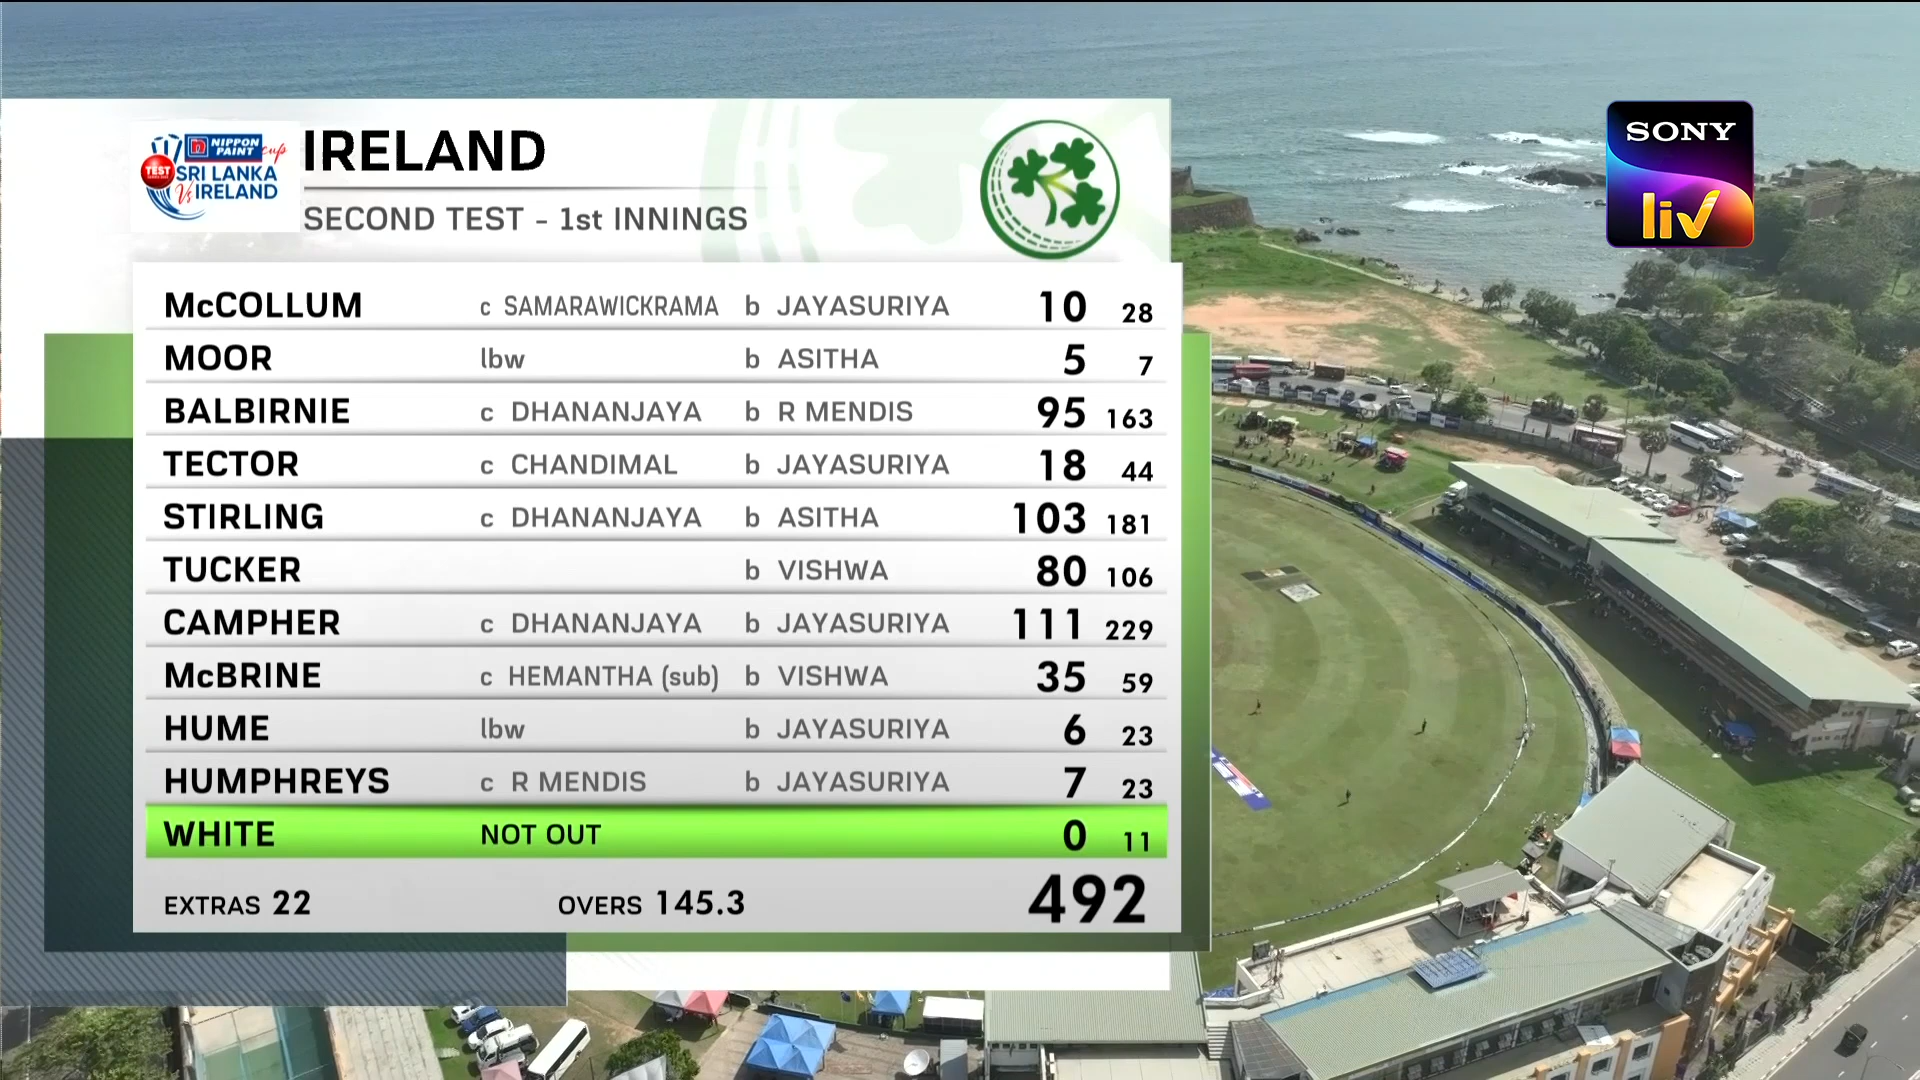 NIPPON PAINT cup
TEST
SRI LANKA
Vs IRELAND
IRELAND
SECOND TEST - 1st INNINGS
SONY
liv
McCOLLUM c SAMARAWICKRAMA b JAYASURIYA 10 28
MOOR lbw b ASITHA 5 7
BALBIRNIE c DHANANJAYA b R MENDIS 95 163
TECTOR c CHANDIMAL b JAYASURIYA 18 44
STIRLING c DHANANJAYA b ASITHA 103 181
TUCKER b VISHWA 80 106
CAMPHER c DHANANJAYA b JAYASURIYA 111 229
McBRINE c HEMANTHA (sub) b VISHWA 35 59
HUME lbw b JAYASURIYA 6 23
HUMPHREYS c R MENDIS b JAYASURIYA 7 23
WHITE NOT OUT 0 11
EXTRAS 22 OVERS 145.3 492